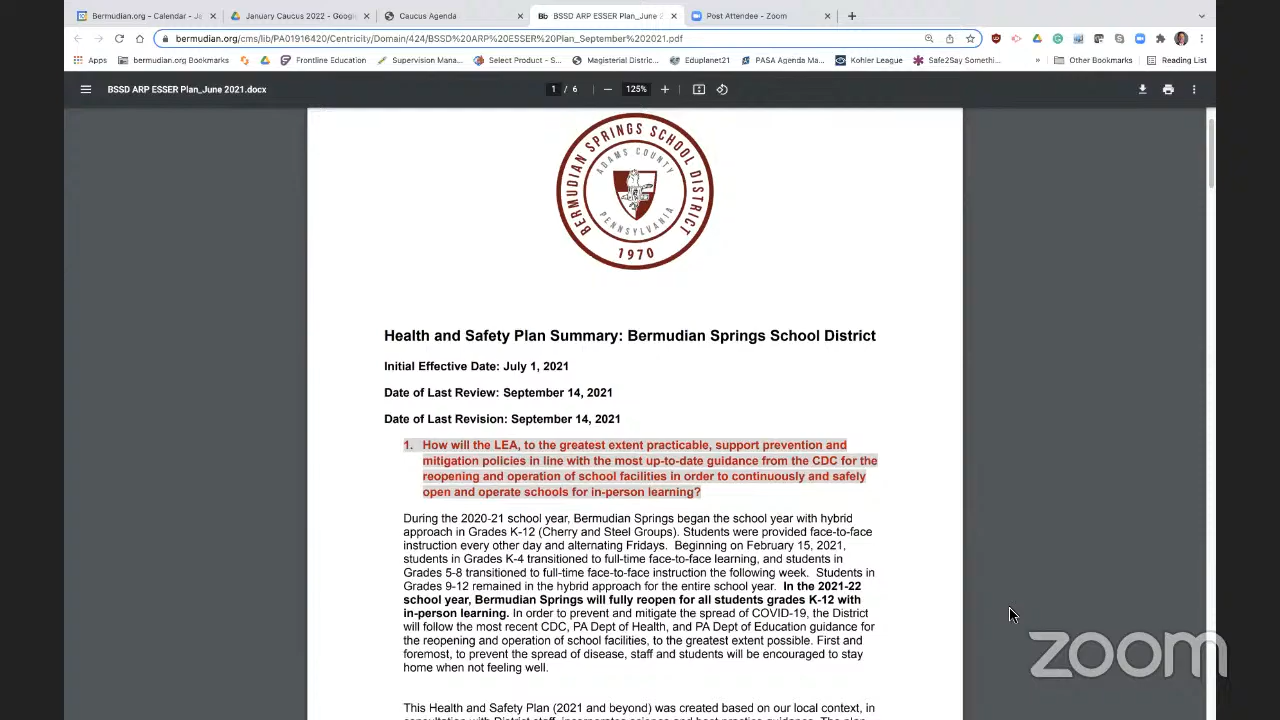 Bermudian.org - Calendar - Ja
January Caucus 2022 - Google
Caucus Agenda
Bb BSSD ARP ESSER Plan_June 2
Post Attendee - Zoom
bermudian.org/cms/lib/PA01916420/Centricity/Domain/424/BSSD%20ARP%20ESSER%20Plan_September%202021.pdf
Apps
bermudian.org Bookmarks
Frontline Education
Supervision Mana...
Select Product - S...
Magisterial Distric...
Eduplanet21
PASA Agenda Ma...
Kohler League
Safe2Say Somethi...
»
Other Bookmarks
Reading List
BSSD ARP ESSER Plan_June 2021.docx
1 / 6
125%
BERMUDIAN SPRINGS SCHOOL DISTRICT
ADAMS COUNTY
PENNSYLVANIA
1970
Health and Safety Plan Summary: Bermudian Springs School District
Initial Effective Date: July 1, 2021
Date of Last Review: September 14, 2021
Date of Last Revision: September 14, 2021
1. How will the LEA, to the greatest extent practicable, support prevention and
mitigation policies in line with the most up-to-date guidance from the CDC for the
reopening and operation of school facilities in order to continuously and safely
open and operate schools for in-person learning?
During the 2020-21 school year, Bermudian Springs began the school year with hybrid
approach in Grades K-12 (Cherry and Steel Groups). Students were provided face-to-face
instruction every other day and alternating Fridays. Beginning on February 15, 2021,
students in Grades K-4 transitioned to full-time face-to-face learning, and students in
Grades 5-8 transitioned to full-time face-to-face instruction the following week. Students in
Grades 9-12 remained in the hybrid approach for the entire school year. In the 2021-22
school year, Bermudian Springs will fully reopen for all students grades K-12 with
in-person learning. In order to prevent and mitigate the spread of COVID-19, the District
will follow the most recent CDC, PA Dept of Health, and PA Dept of Education guidance for
the reopening and operation of school facilities, to the greatest extent possible. First and
foremost, to prevent the spread of disease, staff and students will be encouraged to stay
home when not feeling well.
This Health and Safety Plan (2021 and beyond) was created based on our local context, in
consultation with District staff, incorporates science and best practice guidance. The plan
zoom